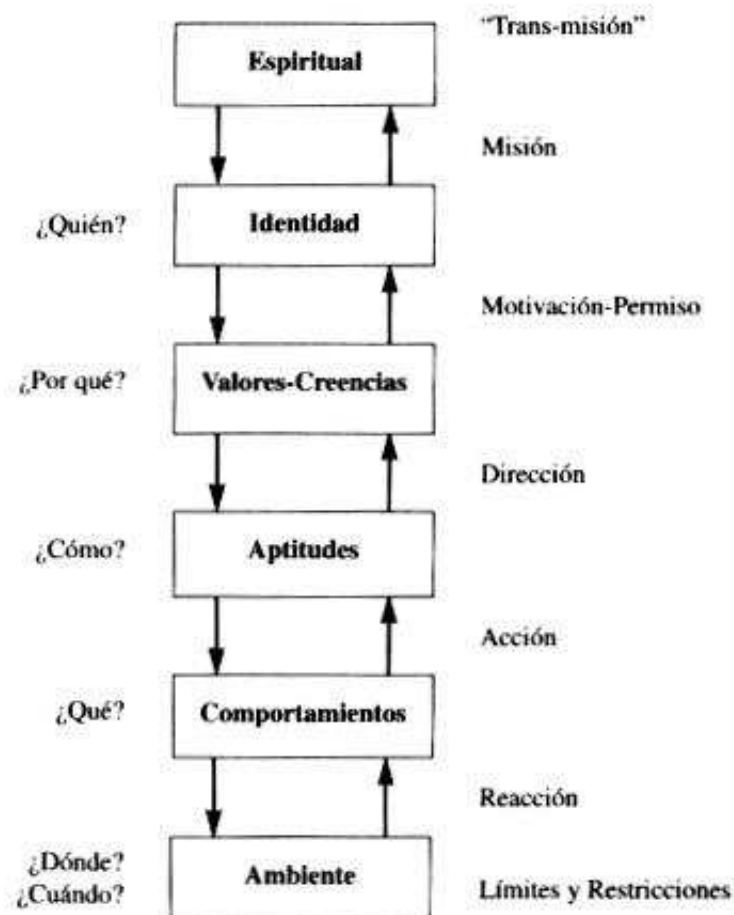 "Trans-misión"
Espiritual
Misión
¿Quién?
Identidad
Motivación-Permiso
¿Por qué?
Valores-Creencias
Dirección
¿Cómo?
Aptitudes
Acción
¿Qué?
Comportamientos
Reacción
¿Dónde?
¿Cuándo?
Ambiente
Límites y Restricciones